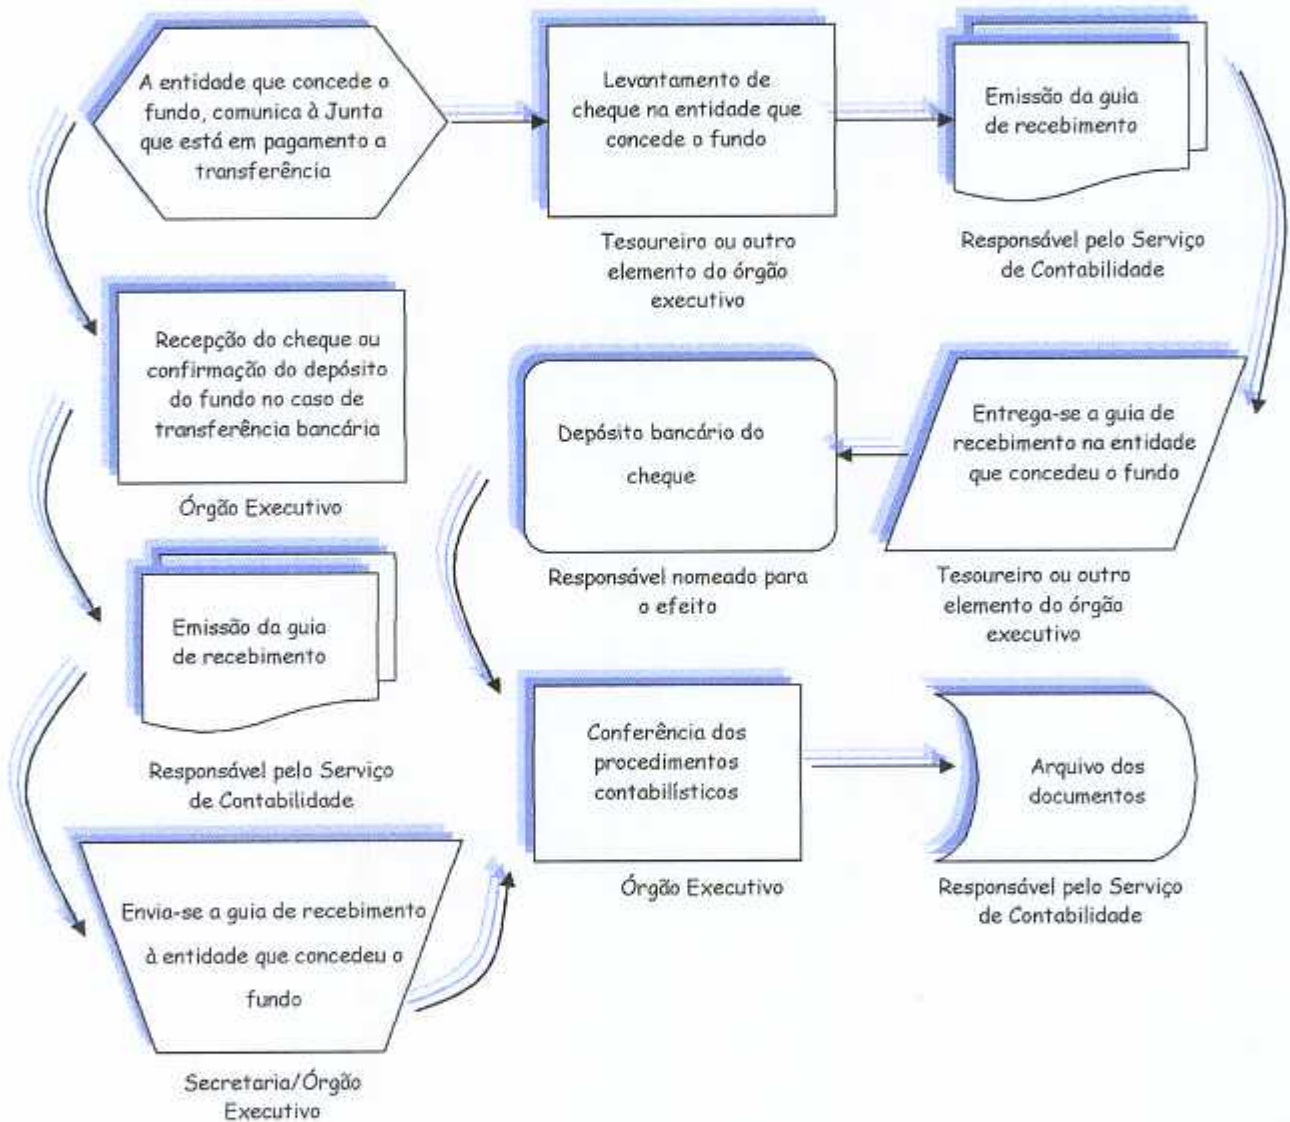 A entidade que concede o
fundo, comunica à Junta
que está em pagamento a
transferência
Levantamento de
cheque na entidade que
concede o fundo
Tesoureiro ou outro
elemento do órgão
executivo
Emissão da guia
de recebimento
Responsável pelo Serviço
de Contabilidade
Recepção do cheque ou
confirmação do depósito
do fundo no caso de
transferência bancária
Órgão Executivo
Depósito bancário do
cheque
Responsável nomeado para
o efeito
Entrega-se a guia de
recebimento na entidade
que concedeu o fundo
Tesoureiro ou outro
elemento do órgão
executivo
Emissão da guia
de recebimento
Responsável pelo Serviço
de Contabilidade
Conferência dos
procedimentos
contabilísticos
Órgão Executivo
Arquivo dos
documentos
Responsável pelo Serviço
de Contabilidade
Envia-se a guia de recebimento
à entidade que concedeu o
fundo
Secretaria/Órgão
Executivo